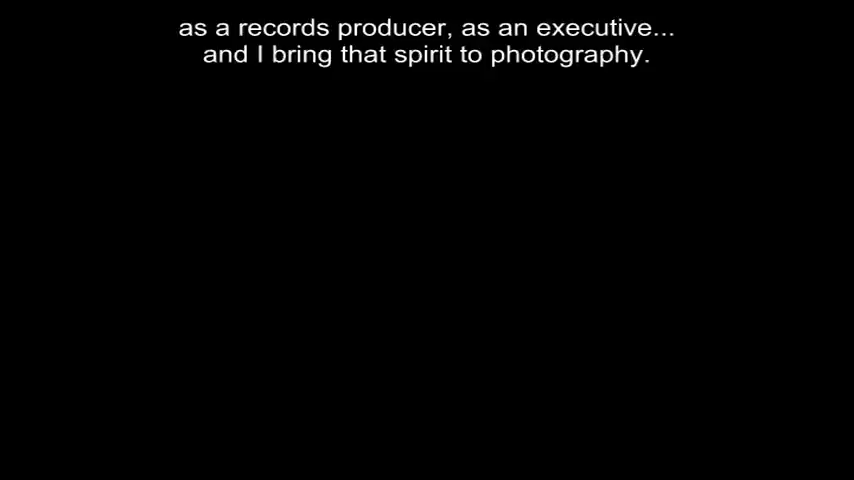 as a records producer, as an executive...
and I bring that spirit to photography.